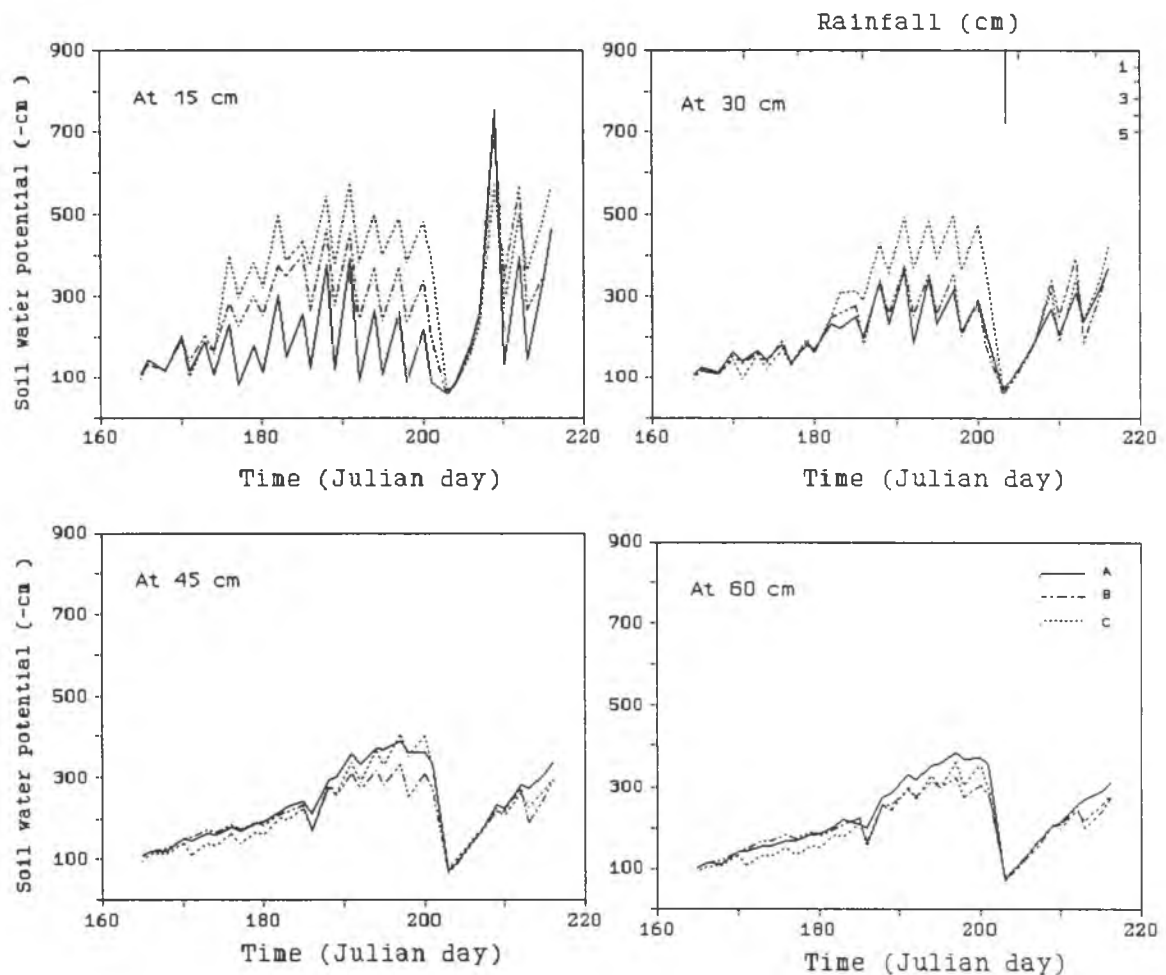 Rainfall (cm)
900
700
500
300
100
At 15 cm
Soil water potential (-cm )
160
180
200
220
Time (Julian day)
900
700
500
300
100
At 30 cm
1
3
5
160
180
200
220
Time (Julian day)
900
700
500
300
100
At 45 cm
Soil water potential (-cm )
160
180
200
220
Time (Julian day)
900
700
500
300
100
At 60 cm
A
B
C
160
180
200
220
Time (Julian day)